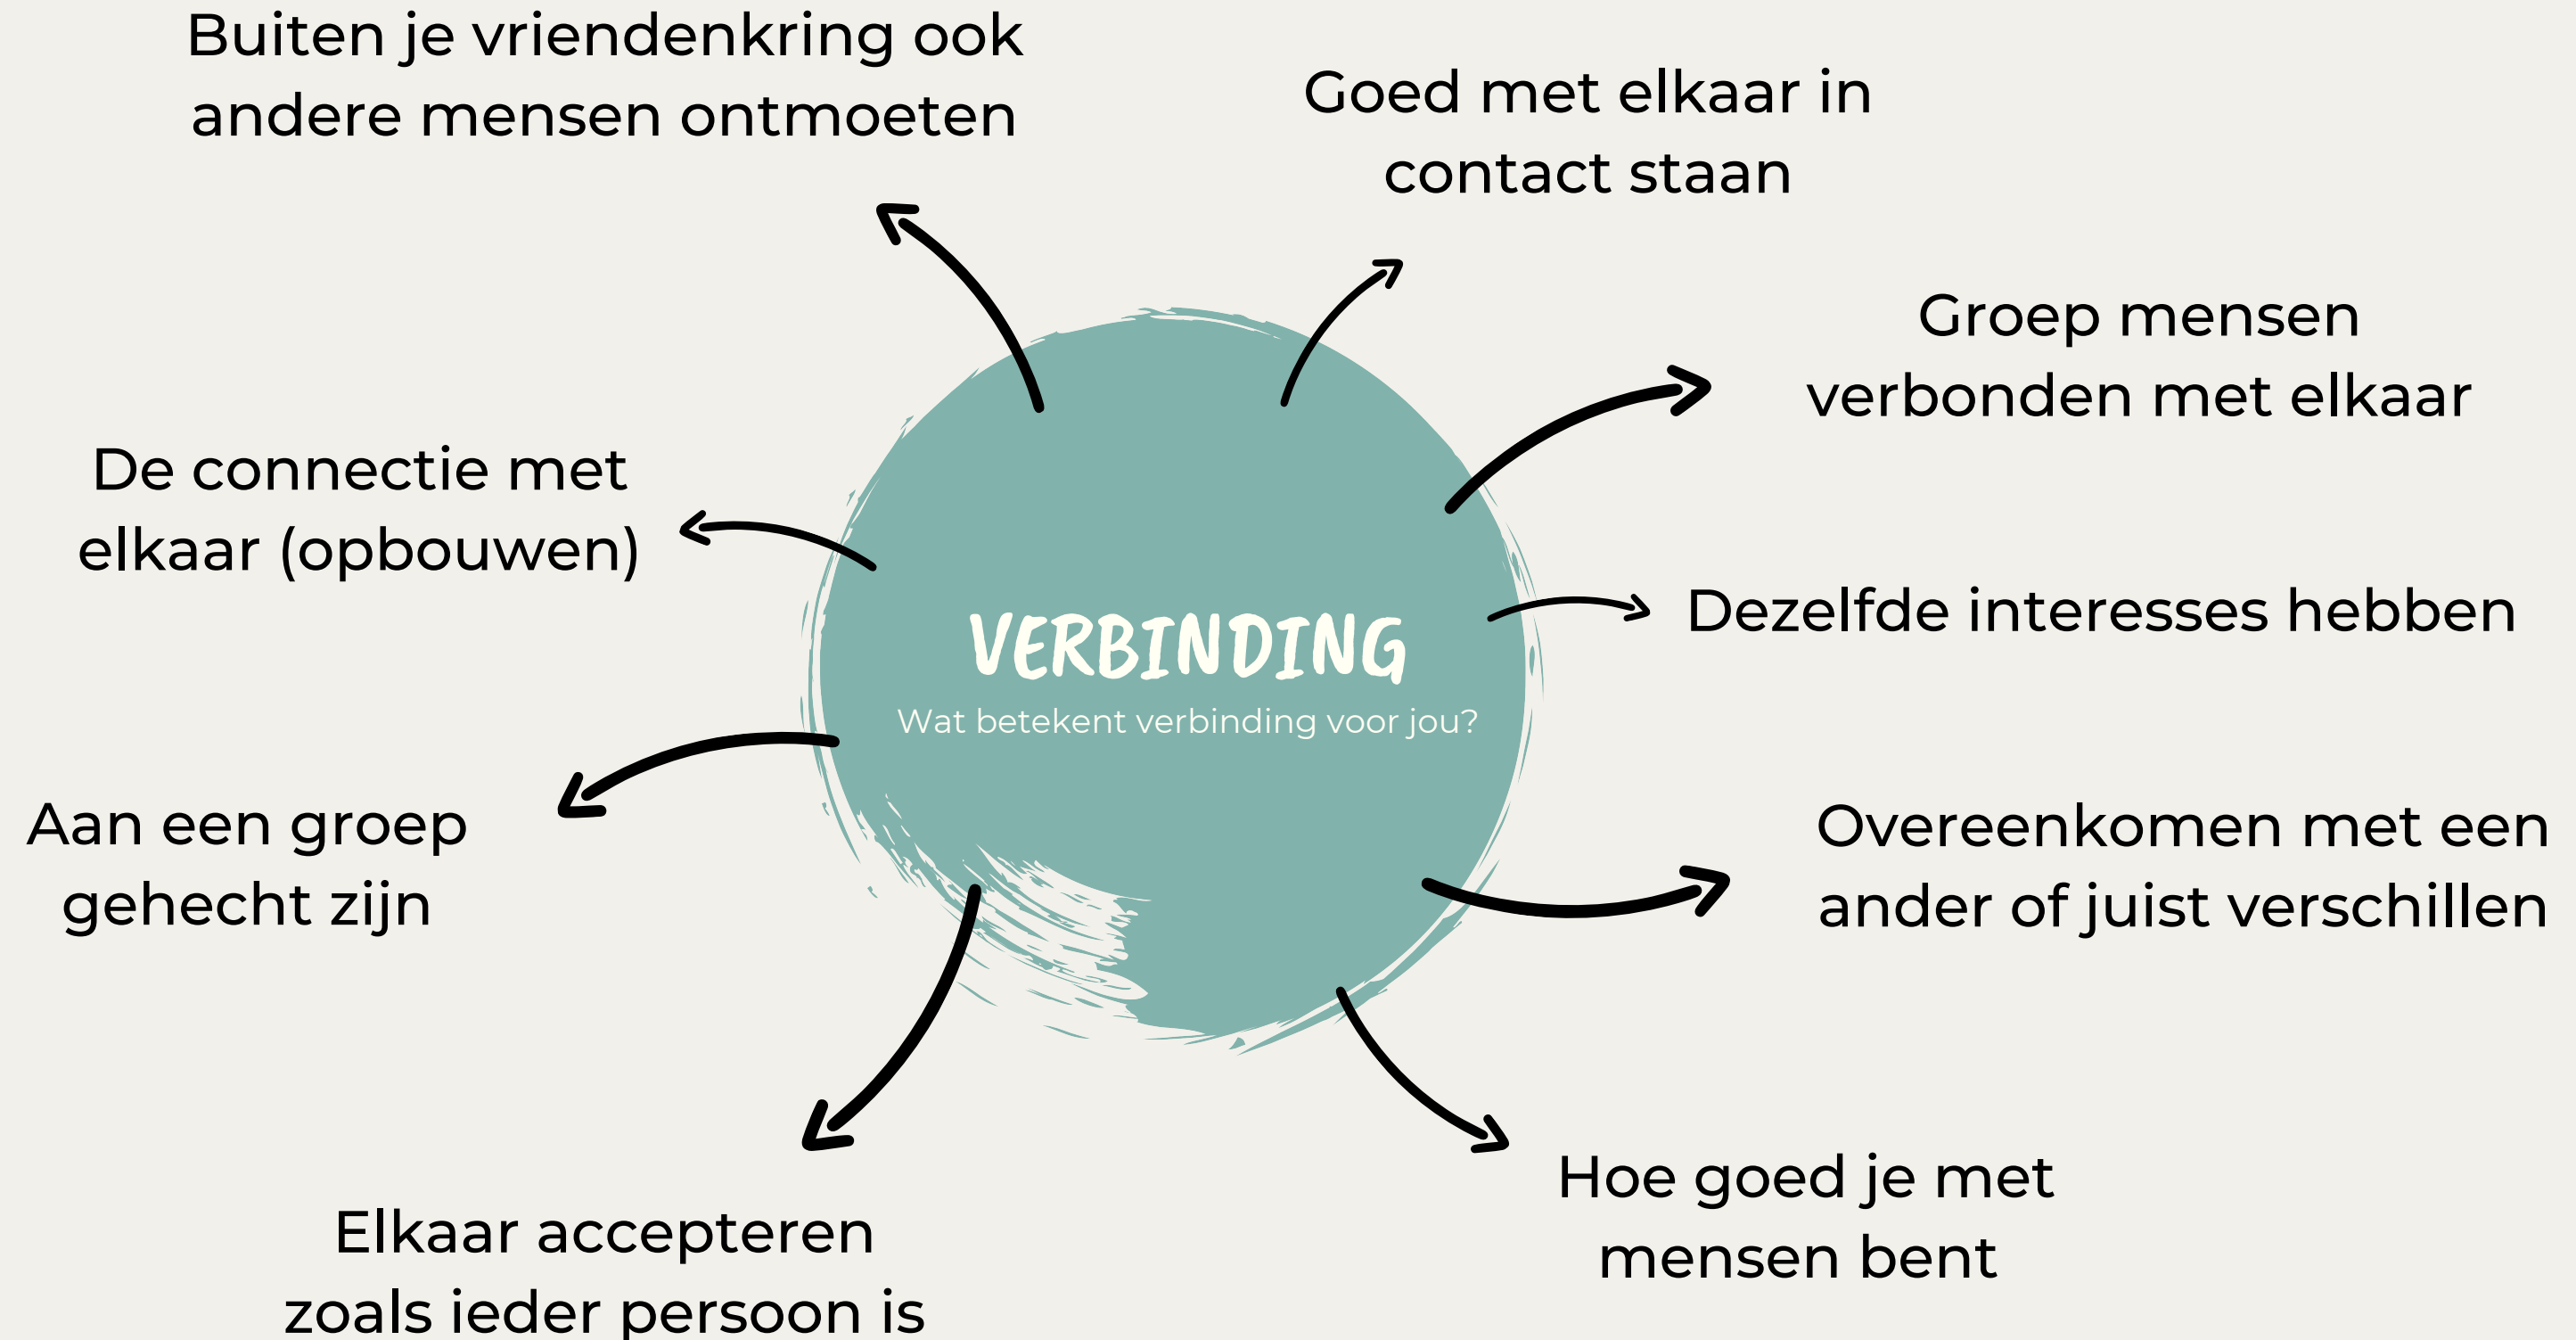 Buiten je vriendenkring ook
andere mensen ontmoeten
Goed met elkaar in
contact staan
Groep mensen
verbonden met elkaar
De connectie met
elkaar (opbouwen)
Dezelfde interesses hebben
VERBINDING
Wat betekent verbinding voor jou?
Aan een groep
gehecht zijn
Overeenkomen met een
ander of juist verschillen
Hoe goed je met
mensen bent
Elkaar accepteren
zoals ieder persoon is